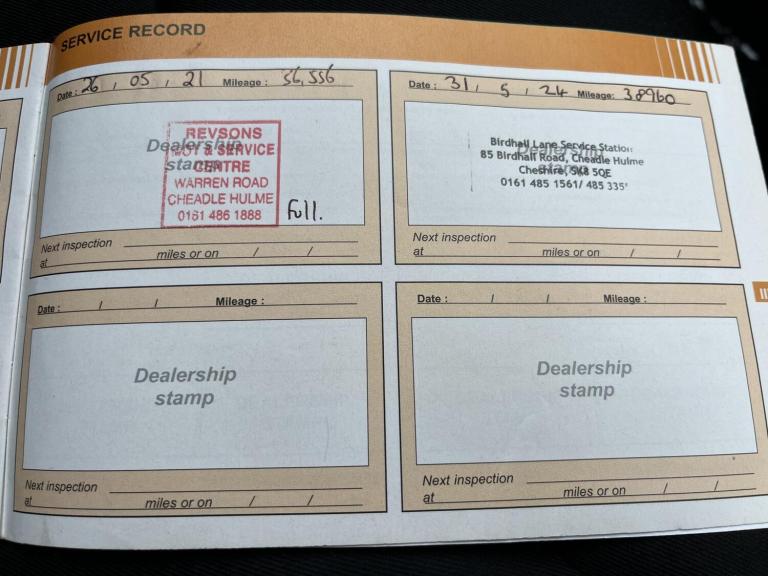 SERVICE RECORD
Date: 26, 05, 21 Mileage: 36,556
Dealership
stamp
REVSONS
MOT & SERVICE
CENTRE
WARREN ROAD
CHEADLE HULME
0161 486 1888
Full.
Next inspection
at miles or on / /
Date: 31, 5, 24 Mileage: 38960
Dealership
stamp
Birdhall Lane Service Station
85 Birdhall Road, Cheadle Hulme
Cheshire, SK8 5QE
0161 485 1561/ 485 335
Next inspection
at miles or on / /
Date: / / Mileage:
Dealership
stamp
Next inspection
at miles or on / /
Date: / / Mileage:
Dealership
stamp
Next inspection
at miles or on / /